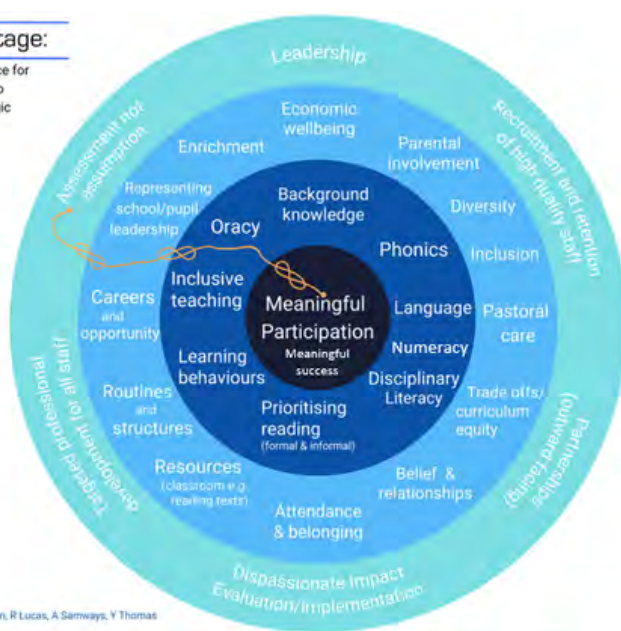 tage:
ce for
o
gic
Leadership
Recruitment and retention
of high quality staff
Partnerships
(outward facing)
Dispassionate Impact
Evaluation/Implementation
Targeted professional
development for all staff
Assessment not
assumption
Economic
wellbeing
Parental
involvement
Diversity
Inclusion
Pastoral
care
Trade offs/
curriculum
equity
Belief &
relationships
Attendance
& belonging
Resources
(classroom e.g.
reading texts)
Routines
and
structures
Careers
and
opportunity
Representing
school/pupil
leadership
Enrichment
Background
knowledge
Phonics
Language
Numeracy
Disciplinary
Literacy
Prioritising
reading
(formal & informal)
Learning
behaviours
Inclusive
teaching
Oracy
Meaningful
Participation
Meaningful
success
n, R Lucas, A Samways, Y Thomas